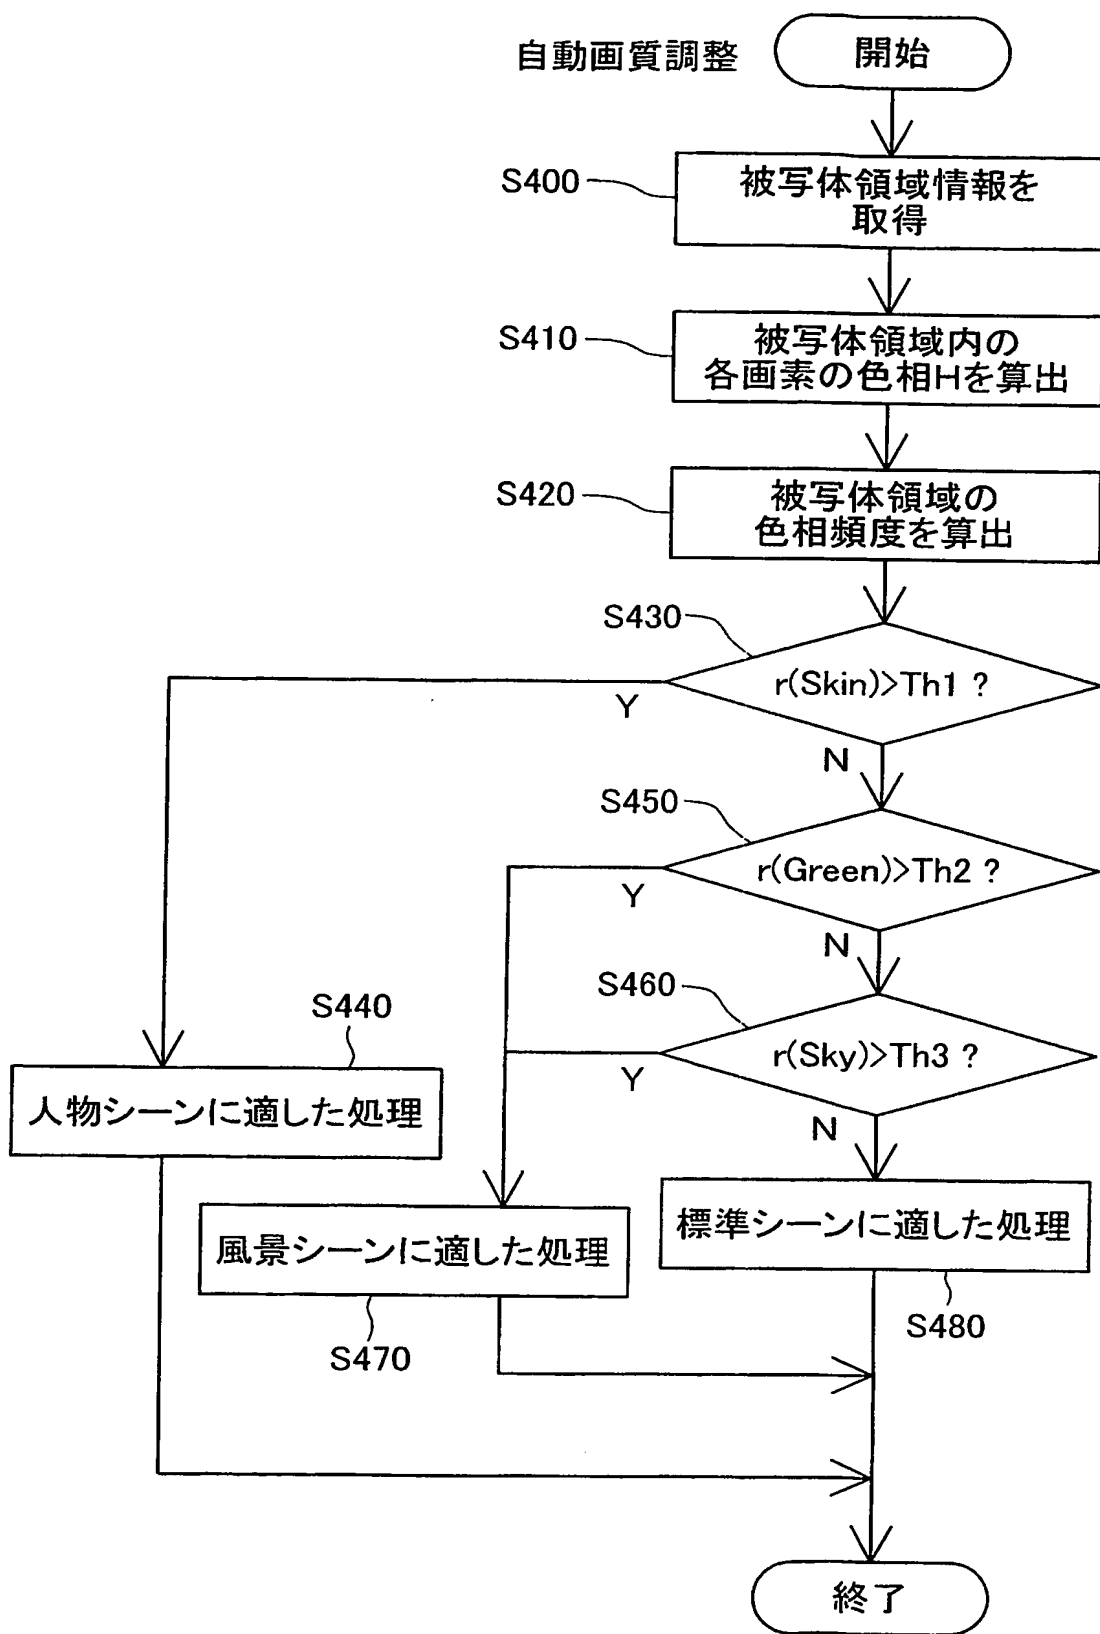 自動画質調整
開始
S400
被写体領域情報を
取得
S410
被写体領域内の
各画素の色相Hを算出
S420
被写体領域の
色相頻度を算出
S430
r(Skin)>Th1 ?
Y
N
S450
r(Green)>Th2 ?
Y
N
S460
r(Sky)>Th3 ?
Y
N
S440
人物シーンに適した処理
風景シーンに適した処理
S470
標準シーンに適した処理
S480
終了